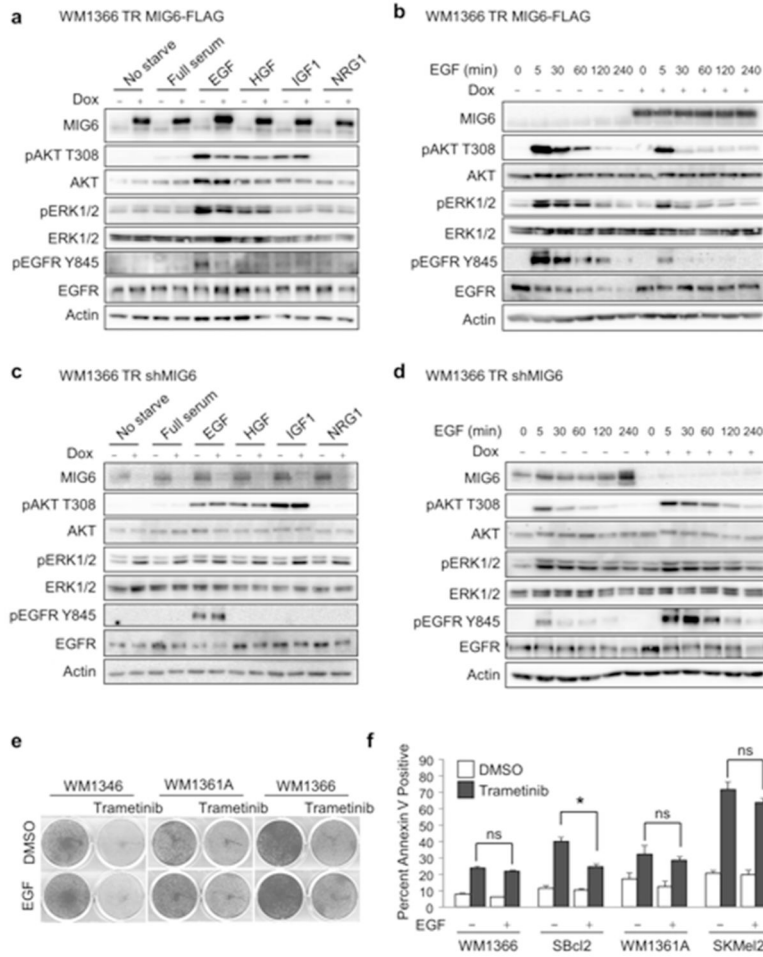 a WM1366 TR MIG6-FLAG
No starve Full serum EGF HGF IGF1 NRG1
Dox – + – + – + – + – + – +
MIG6
pAKT T308
AKT
pERK1/2
ERK1/2
pEGFR Y845
EGFR
Actin
b WM1366 TR MIG6-FLAG
EGF (min) 0 5 30 60 120 240 0 5 30 60 120 240
Dox – – – – – – + + + + + +
MIG6
pAKT T308
AKT
pERK1/2
ERK1/2
pEGFR Y845
EGFR
Actin
c WM1366 TR shMIG6
No starve Full serum EGF HGF IGF1 NRG1
Dox – + – + – + – + – + – +
MIG6
pAKT T308
AKT
pERK1/2
ERK1/2
pEGFR Y845
EGFR
Actin
d WM1366 TR shMIG6
EGF (min) 0 5 30 60 120 240 0 5 30 60 120 240
Dox – – – – – – + + + + + +
MIG6
pAKT T308
AKT
pERK1/2
ERK1/2
pEGFR Y845
EGFR
Actin
e
WM1346 WM1361A WM1366
Trametinib Trametinib Trametinib
DMSO
EGF
f
Percent Annexin V Positive
90
80
70
60
50
40
30
20
10
0
DMSO
Trametinib
ns * ns ns
EGF – + – + – + – +
WM1366 SBcl2 WM1361A SKMel2